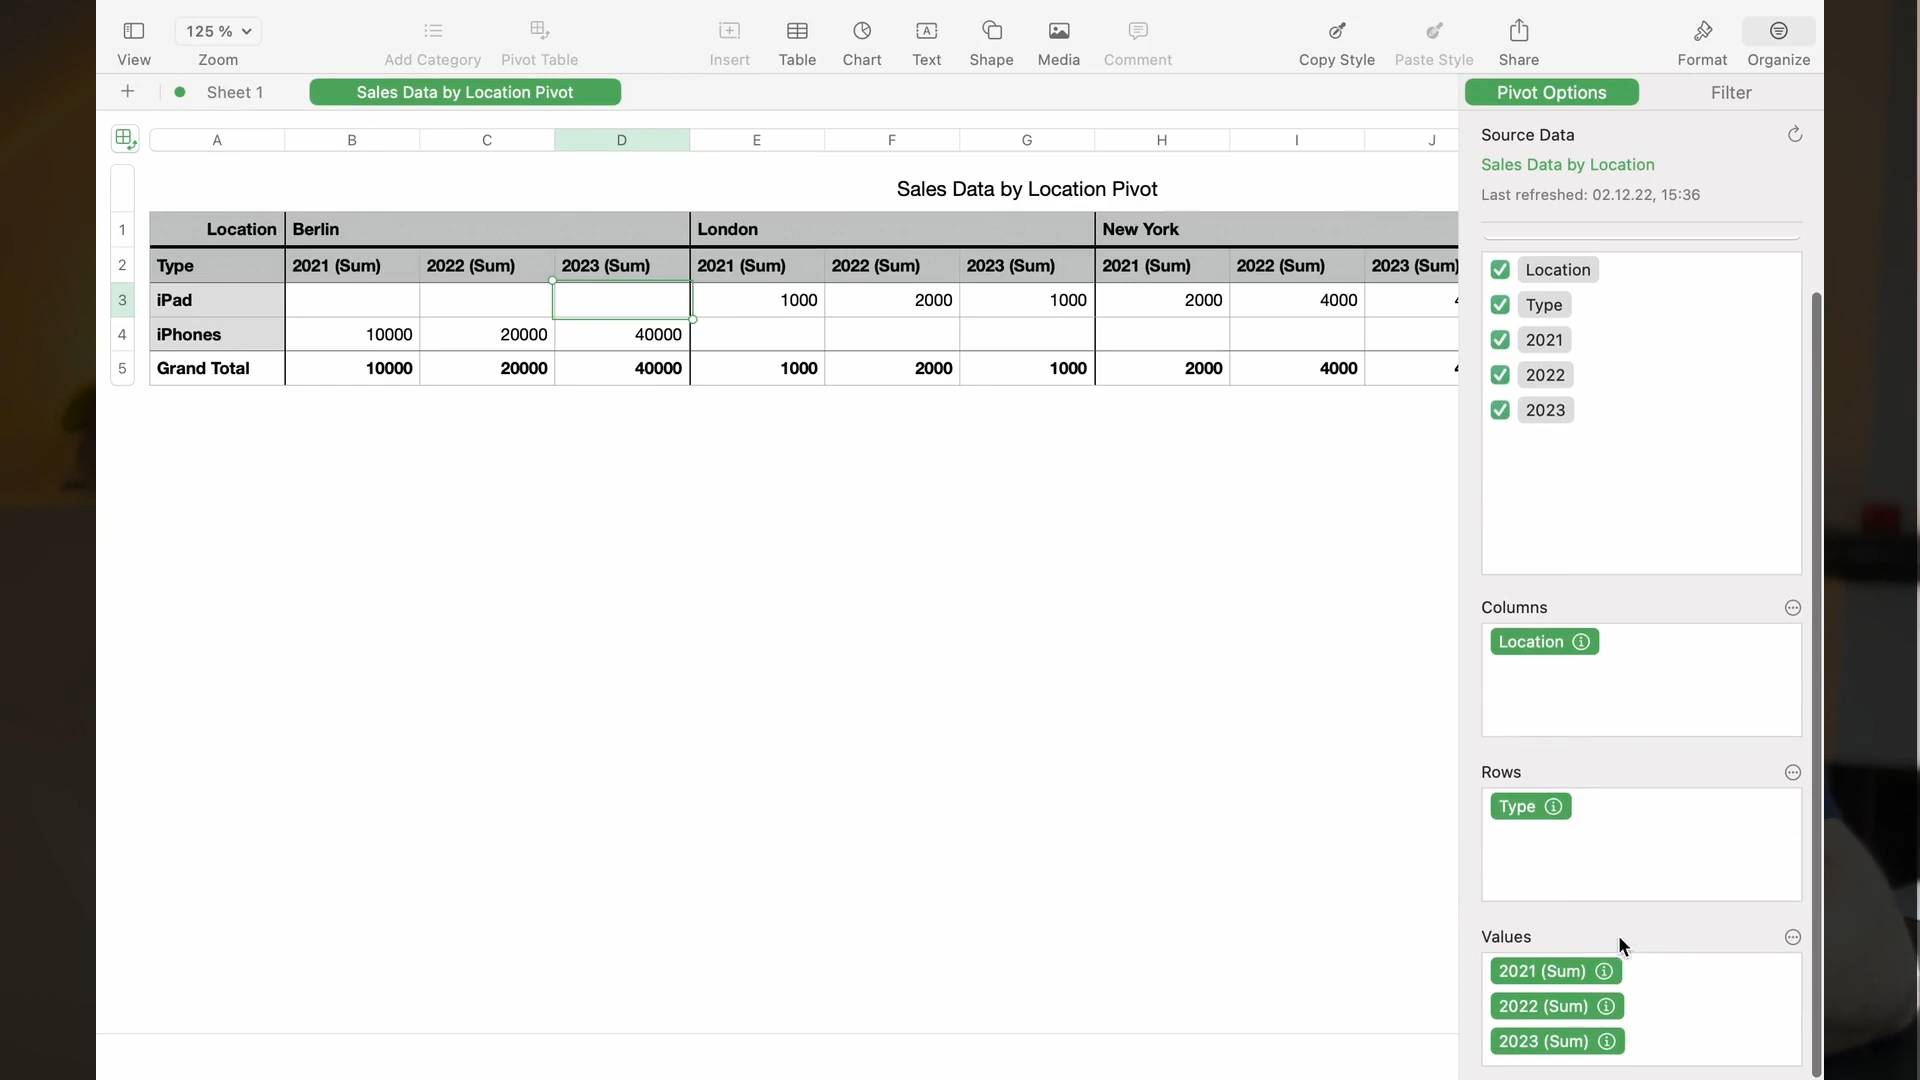 125 %
View
Zoom
Add Category
Pivot Table
Insert
Table
Chart
Text
Shape
Media
Comment
Copy Style
Paste Style
Share
Format
Organize
Sheet 1
Sales Data by Location Pivot
Pivot Options
Filter
A B C D E F G H I J
Sales Data by Location Pivot
1 Location Berlin London New York
2 Type 2021 (Sum) 2022 (Sum) 2023 (Sum) 2021 (Sum) 2022 (Sum) 2023 (Sum) 2021 (Sum) 2022 (Sum) 2023 (Sum)
3 iPad 1000 2000 1000 2000 4000
4 iPhones 10000 20000 40000
5 Grand Total 10000 20000 40000 1000 2000 1000 2000 4000
Source Data
Sales Data by Location
Last refreshed: 02.12.22, 15:36
Location
Type
2021
2022
2023
Columns
Location
Rows
Type
Values
2021 (Sum)
2022 (Sum)
2023 (Sum)